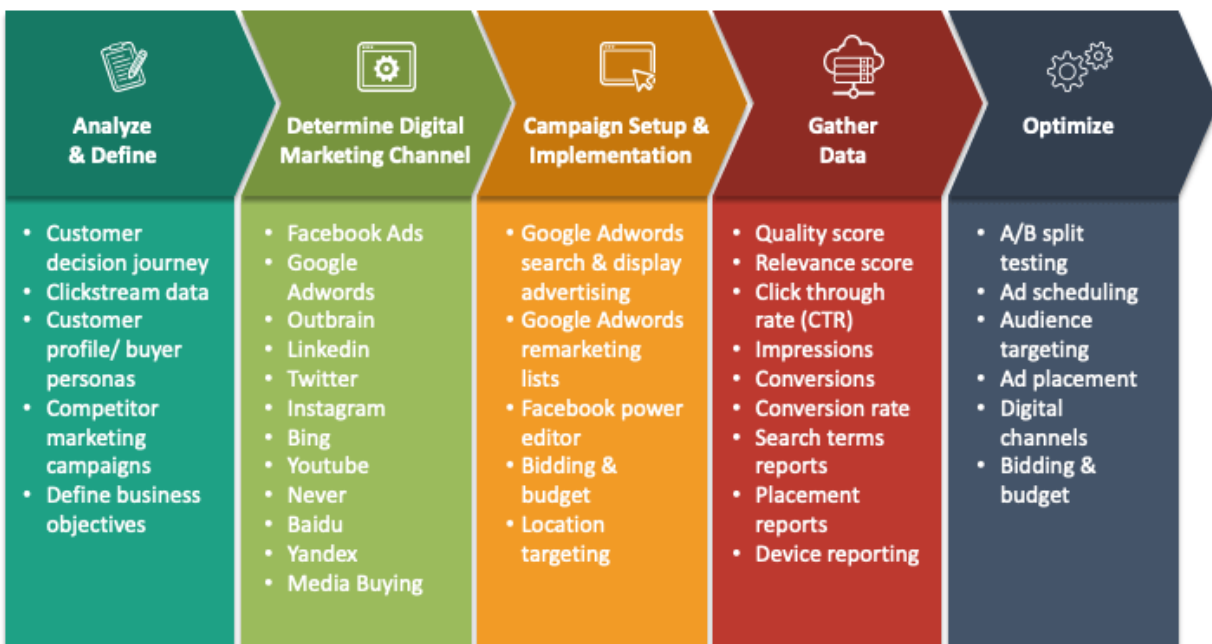 Analyze
& Define
• Customer
decision journey
• Clickstream data
• Customer
profile/ buyer
personas
• Competitor
marketing
campaigns
• Define business
objectives
Determine Digital
Marketing Channel
• Facebook Ads
• Google
Adwords
• Outbrain
• Linkedin
• Twitter
• Instagram
• Bing
• Youtube
• Never
• Baidu
• Yandex
• Media Buying
Campaign Setup &
Implementation
• Google Adwords
search & display
advertising
• Google Adwords
remarketing
lists
• Facebook power
editor
• Bidding &
budget
• Location
targeting
Gather
Data
• Quality score
• Relevance score
• Click through
rate (CTR)
• Impressions
• Conversions
• Conversion rate
• Search terms
reports
• Placement
reports
• Device reporting
Optimize
• A/B split
testing
• Ad scheduling
• Audience
targeting
• Ad placement
• Digital
channels
• Bidding &
budget